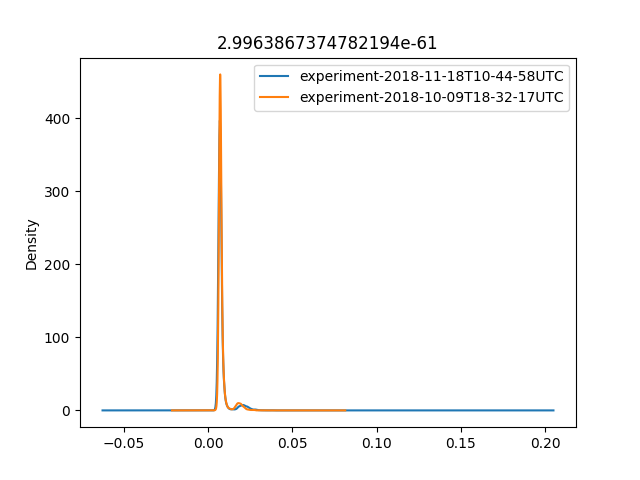 2.9963867374782194e-61
experiment-2018-11-18T10-44-58UTC
experiment-2018-10-09T18-32-17UTC
Density
400
300
200
100
0
−0.05 0.00 0.05 0.10 0.15 0.20